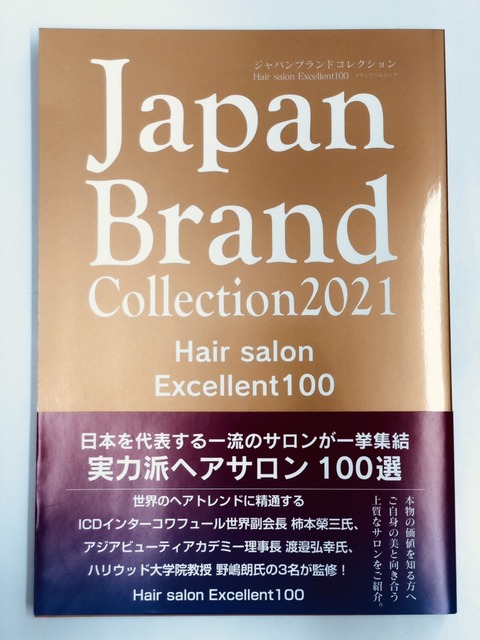 ジャパンブランドコレクション
Hair salon Excellent100
Japan
Brand
Collection2021
Hair salon
Excellent100
日本を代表する一流のサロンが一挙集結
実力派ヘアサロン 100選
世界のヘアトレンドに精通する
ICDインターコワフュール世界副会長 柿本榮三氏、
アジアビューティアカデミー理事長 渡邉弘幸氏、
ハリウッド大学院教授 野嶋朗氏の3名が監修！
Hair salon Excellent100
本物の価値を知る方へ
ご自身の美と向き合う
上質なサロンをご紹介。